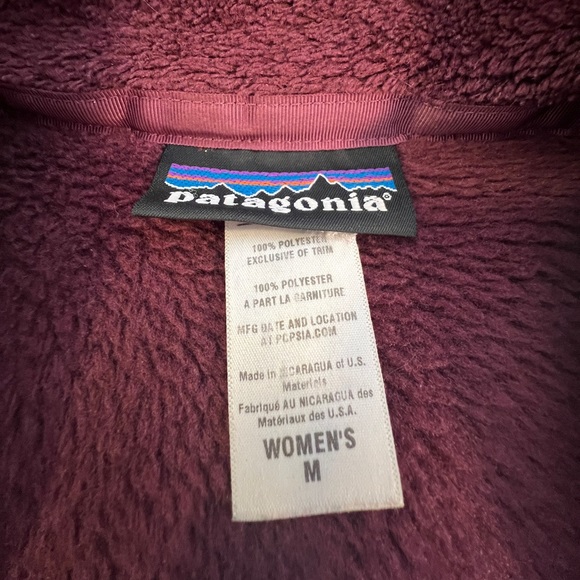 patagonia®
100% POLYESTER
EXCLUSIVE OF TRIM
100% POLYESTER
A PART LA GARNITURE
MFG DATE AND LOCATION
AT PCPSIA.COM
Made in NICARAGUA of U.S.
Materials
Fabriqué AU NICARAGUA des
Matériaux des U.S.A.
WOMEN'S
M